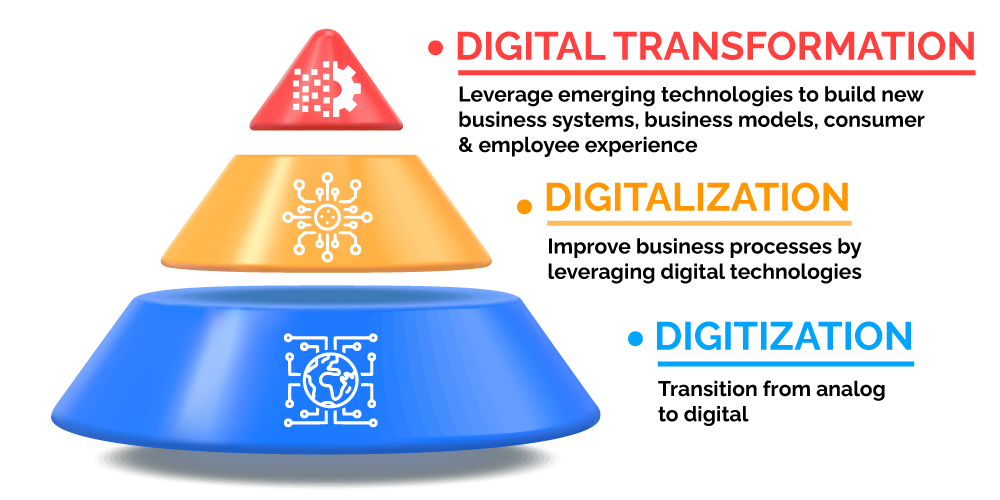 DIGITAL TRANSFORMATION
Leverage emerging technologies to build new
business systems, business models, consumer
& employee experience
DIGITALIZATION
Improve business processes by
leveraging digital technologies
DIGITIZATION
Transition from analog
to digital